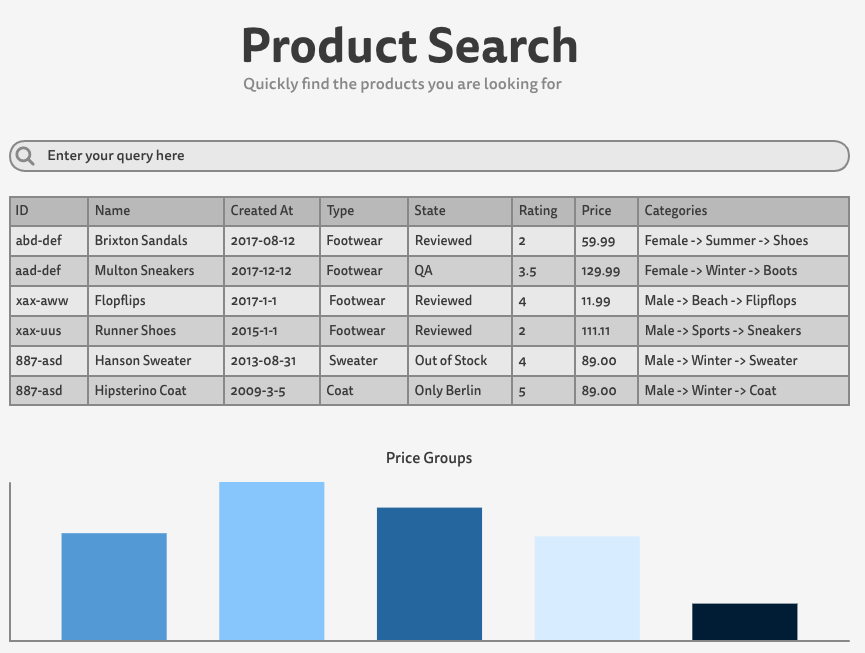 Product Search
Quickly find the products you are looking for
Enter your query here
ID Name Created At Type State Rating Price Categories
abd-def Brixton Sandals 2017-08-12 Footwear Reviewed 2 59.99 Female -> Summer -> Shoes
aad-def Multon Sneakers 2017-12-12 Footwear QA 3.5 129.99 Female -> Winter -> Boots
xax-aww Flopflips 2017-1-1 Footwear Reviewed 4 11.99 Male -> Beach -> Flipflops
xax-uus Runner Shoes 2015-1-1 Footwear Reviewed 2 111.11 Male -> Sports -> Sneakers
887-asd Hanson Sweater 2013-08-31 Sweater Out of Stock 4 89.00 Male -> Winter -> Sweater
887-asd Hipsterino Coat 2009-3-5 Coat Only Berlin 5 89.00 Male -> Winter -> Coat
Price Groups